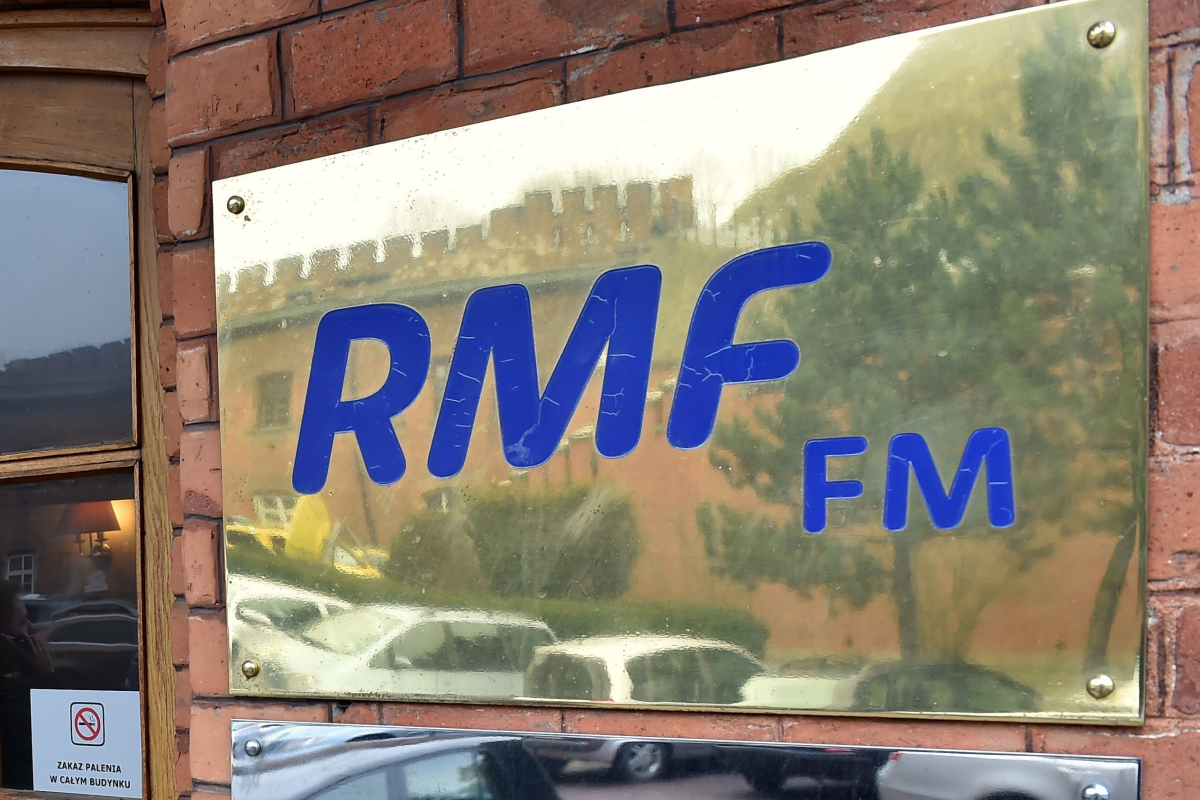 RMF
FM
ZAKAZ PALENIA
W CAŁYM BUDYNKU